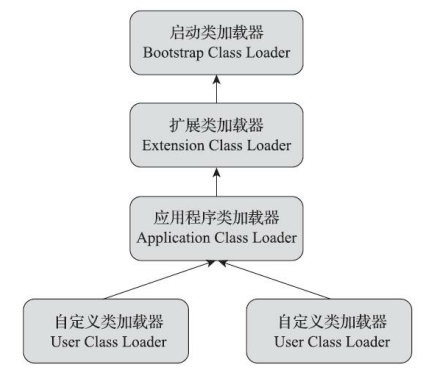 启动类加载器
Bootstrap Class Loader
扩展类加载器
Extension Class Loader
应用程序类加载器
Application Class Loader
自定义类加载器
User Class Loader
自定义类加载器
User Class Loader